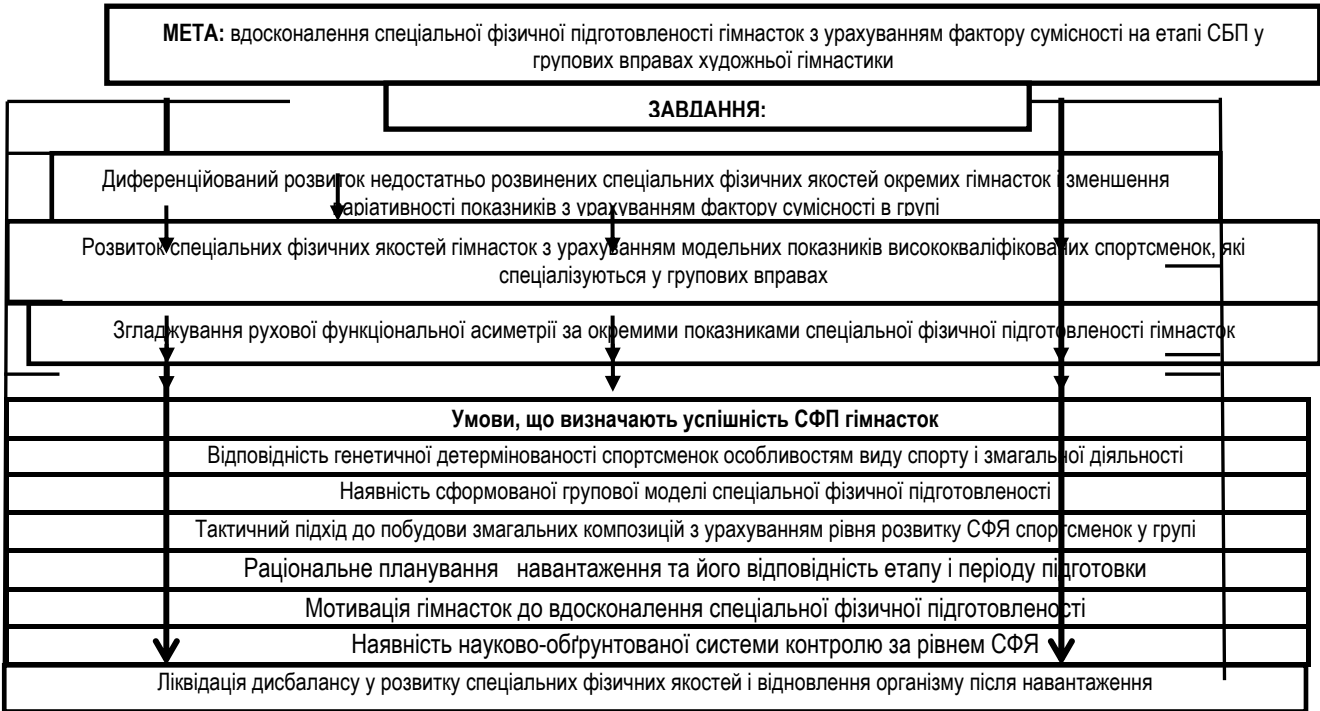 МЕТА: вдосконалення спеціальної фізичної підготовленості гімнасток з урахуванням фактору сумісності на етапі СБП у
групових вправах художньої гімнастики
ЗАВДАННЯ:
Диференційований розвиток недостатньо розвинених спеціальних фізичних якостей окремих гімнасток і зменшення
варіативності показників з урахуванням фактору сумісності в групі
Розвиток спеціальних фізичних якостей гімнасток з урахуванням модельних показників висококваліфікованих спортсменок, які
спеціалізуються у групових вправах
Згладжування рухової функціональної асиметрії за окремими показниками спеціальної фізичної підготовленості гімнасток
Умови, що визначають успішність СФП гімнасток
Відповідність генетичної детермінованості спортсменок особливостям виду спорту і змагальної діяльності
Наявність сформованої групової моделі спеціальної фізичної підготовленості
Тактичний підхід до побудови змагальних композицій з урахуванням рівня розвитку СФЯ спортсменок у групі
Раціональне планування навантаження та його відповідність етапу і періоду підготовки
Мотивація гімнасток до вдосконалення спеціальної фізичної підготовленості
Наявність науково-обґрунтованої системи контролю за рівнем СФЯ
Ліквідація дисбалансу у розвитку спеціальних фізичних якостей і відновлення організму після навантаження